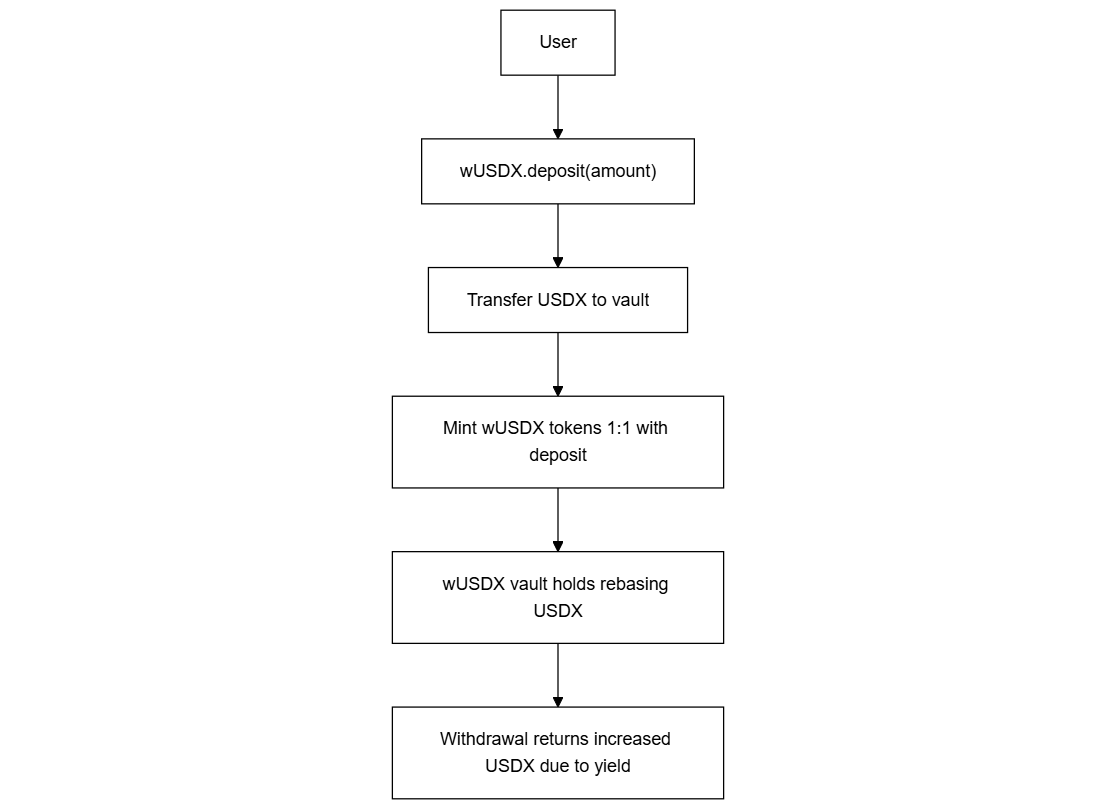 User
wUSDX.deposit(amount)
Transfer USDX to vault
Mint wUSDX tokens 1:1 with
deposit
wUSDX vault holds rebasing
USDX
Withdrawal returns increased
USDX due to yield